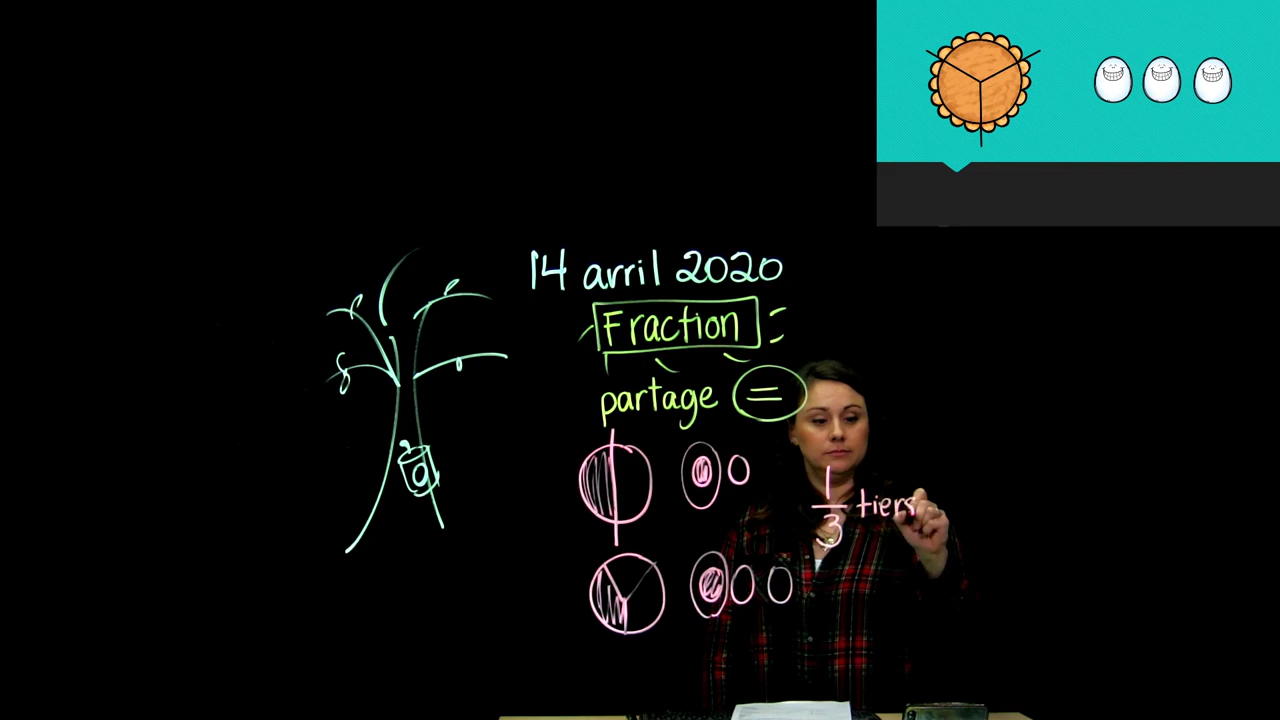 14 avril 2020
Fraction :
partage =
1/3 tiers